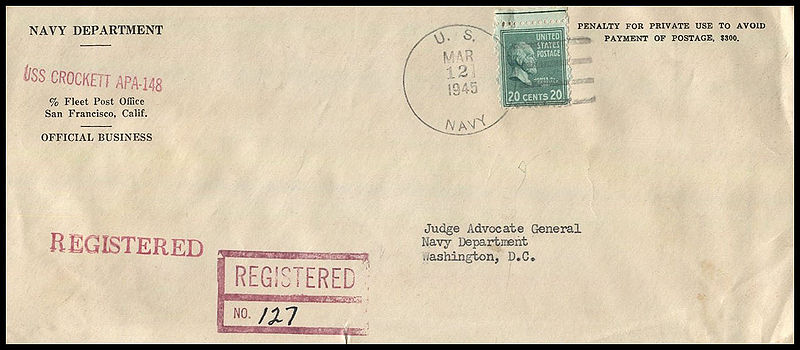 NAVY DEPARTMENT
USS CROCKETT APA-148
% Fleet Post Office
San Francisco, Calif.
OFFICIAL BUSINESS
U. S.
MAR
12
1945
NAVY
UNITED
STATES
POSTAGE
20 CENTS 20
PENALTY FOR PRIVATE USE TO AVOID
PAYMENT OF POSTAGE, $300.
Judge Advocate General
Navy Department
Washington, D.C.
REGISTERED
REGISTERED
NO. 127